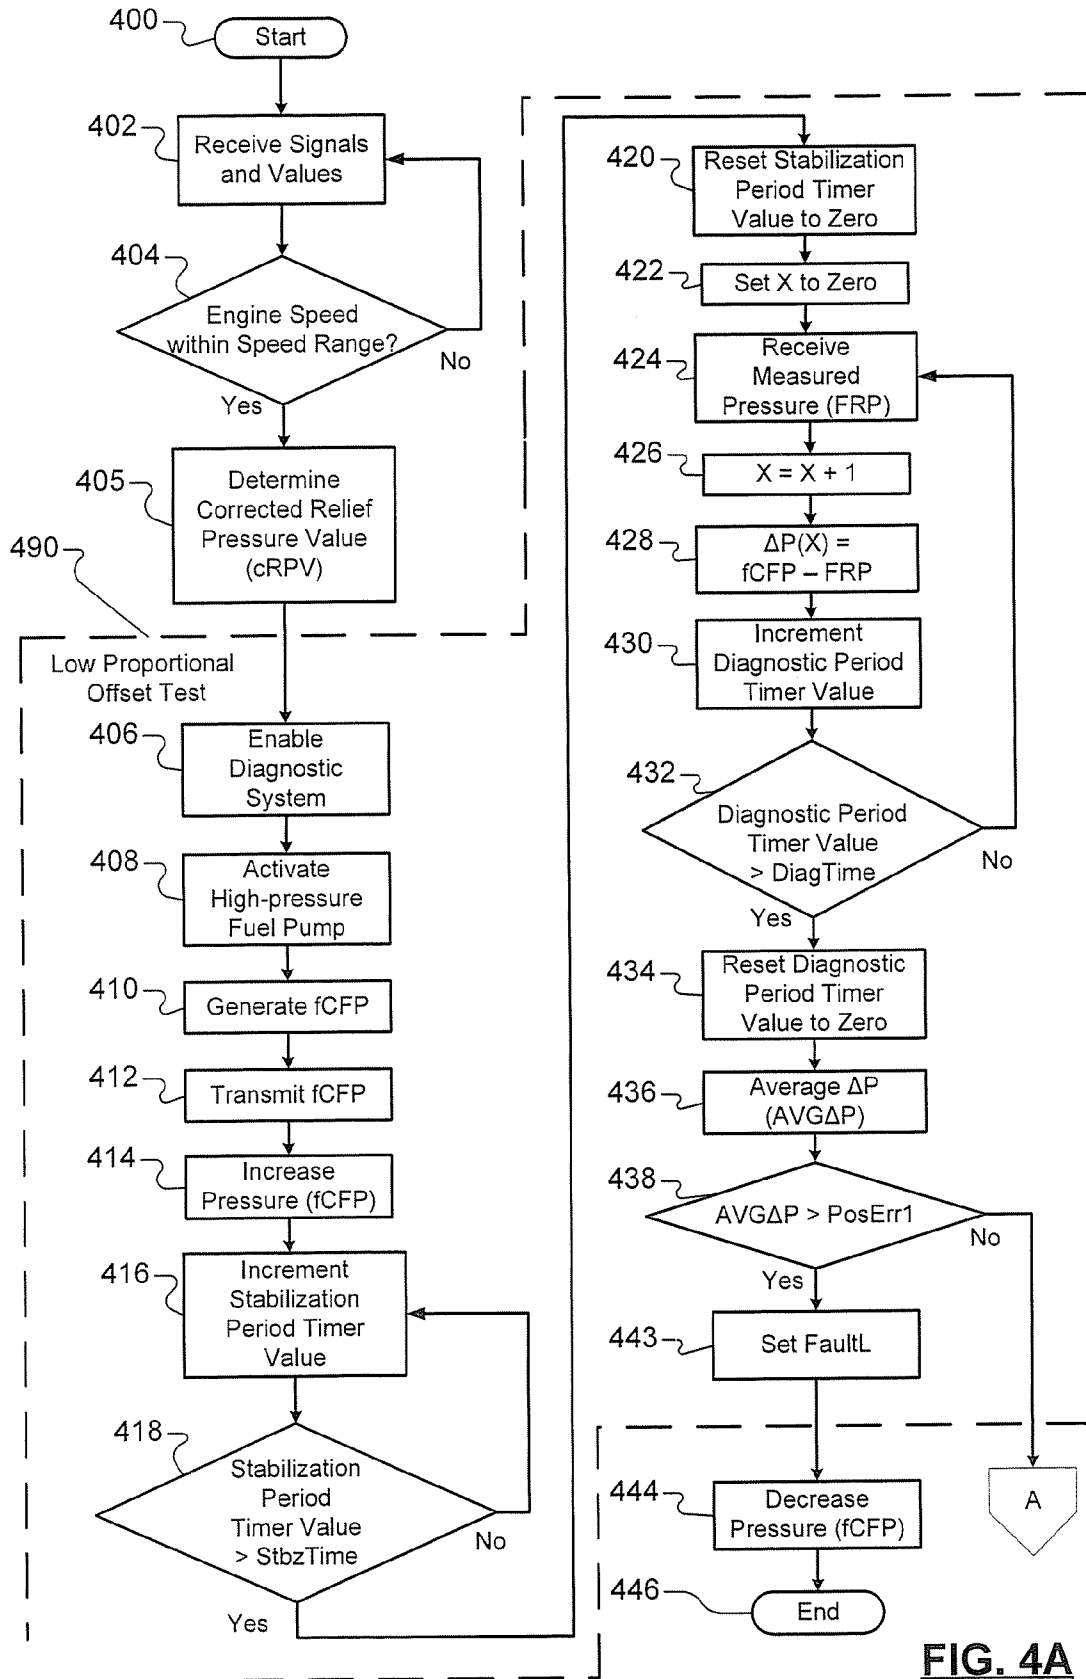 400
Start
402
Receive Signals
and Values
404
Engine Speed
within Speed Range?
No
Yes
405
Determine
Corrected Relief
Pressure Value
(cRPV)
490
Low Proportional
Offset Test
406
Enable
Diagnostic
System
408
Activate
High-pressure
Fuel Pump
410
Generate fCFP
412
Transmit fCFP
414
Increase
Pressure (fCFP)
416
Increment
Stabilization
Period Timer
Value
418
Stabilization
Period
Timer Value
> StbzTime
No
Yes
420
Reset Stabilization
Period Timer
Value to Zero
422
Set X to Zero
424
Receive
Measured
Pressure (FRP)
426
X = X + 1
428
ΔP(X) =
fCFP – FRP
430
Increment
Diagnostic Period
Timer Value
432
Diagnostic Period
Timer Value
> DiagTime
No
Yes
434
Reset Diagnostic
Period Timer
Value to Zero
436
Average ΔP
(AVGΔP)
438
AVGΔP > PosErr1
No
Yes
443
Set FaultL
444
Decrease
Pressure (fCFP)
A
446
End
FIG. 4A